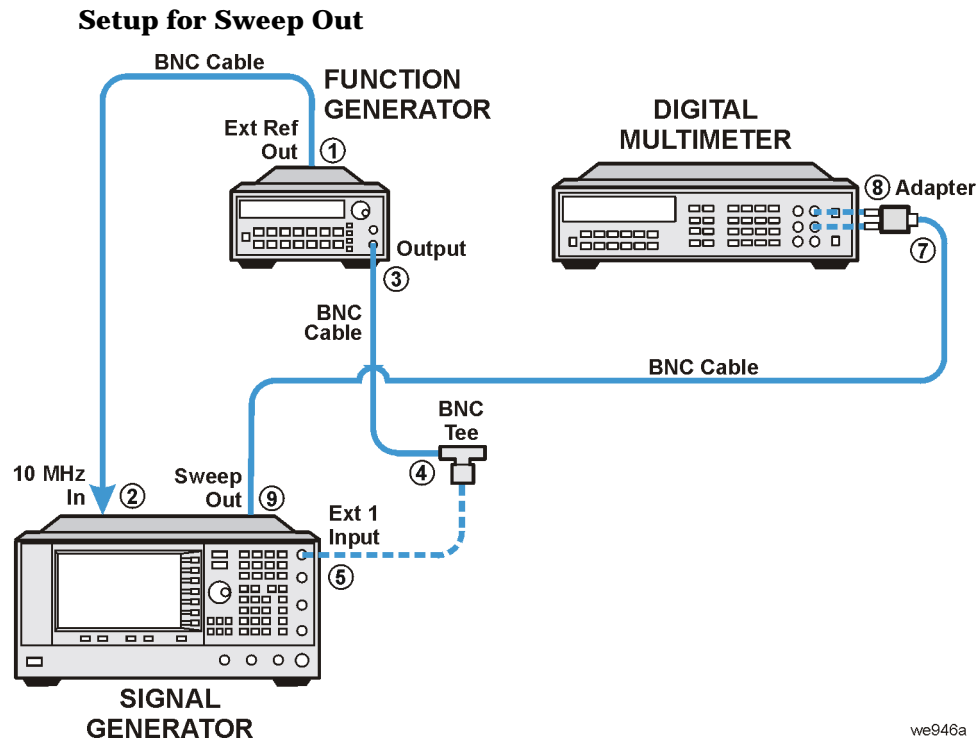 Setup for Sweep Out
BNC Cable
FUNCTION
GENERATOR
DIGITAL
MULTIMETER
Ext Ref
Out
①
⑧ Adapter
⑦
Output
③
BNC
Cable
BNC Cable
BNC
Tee
④
10 MHz
In
②
Sweep
Out
⑨
Ext 1
Input
⑤
SIGNAL
GENERATOR
we946a